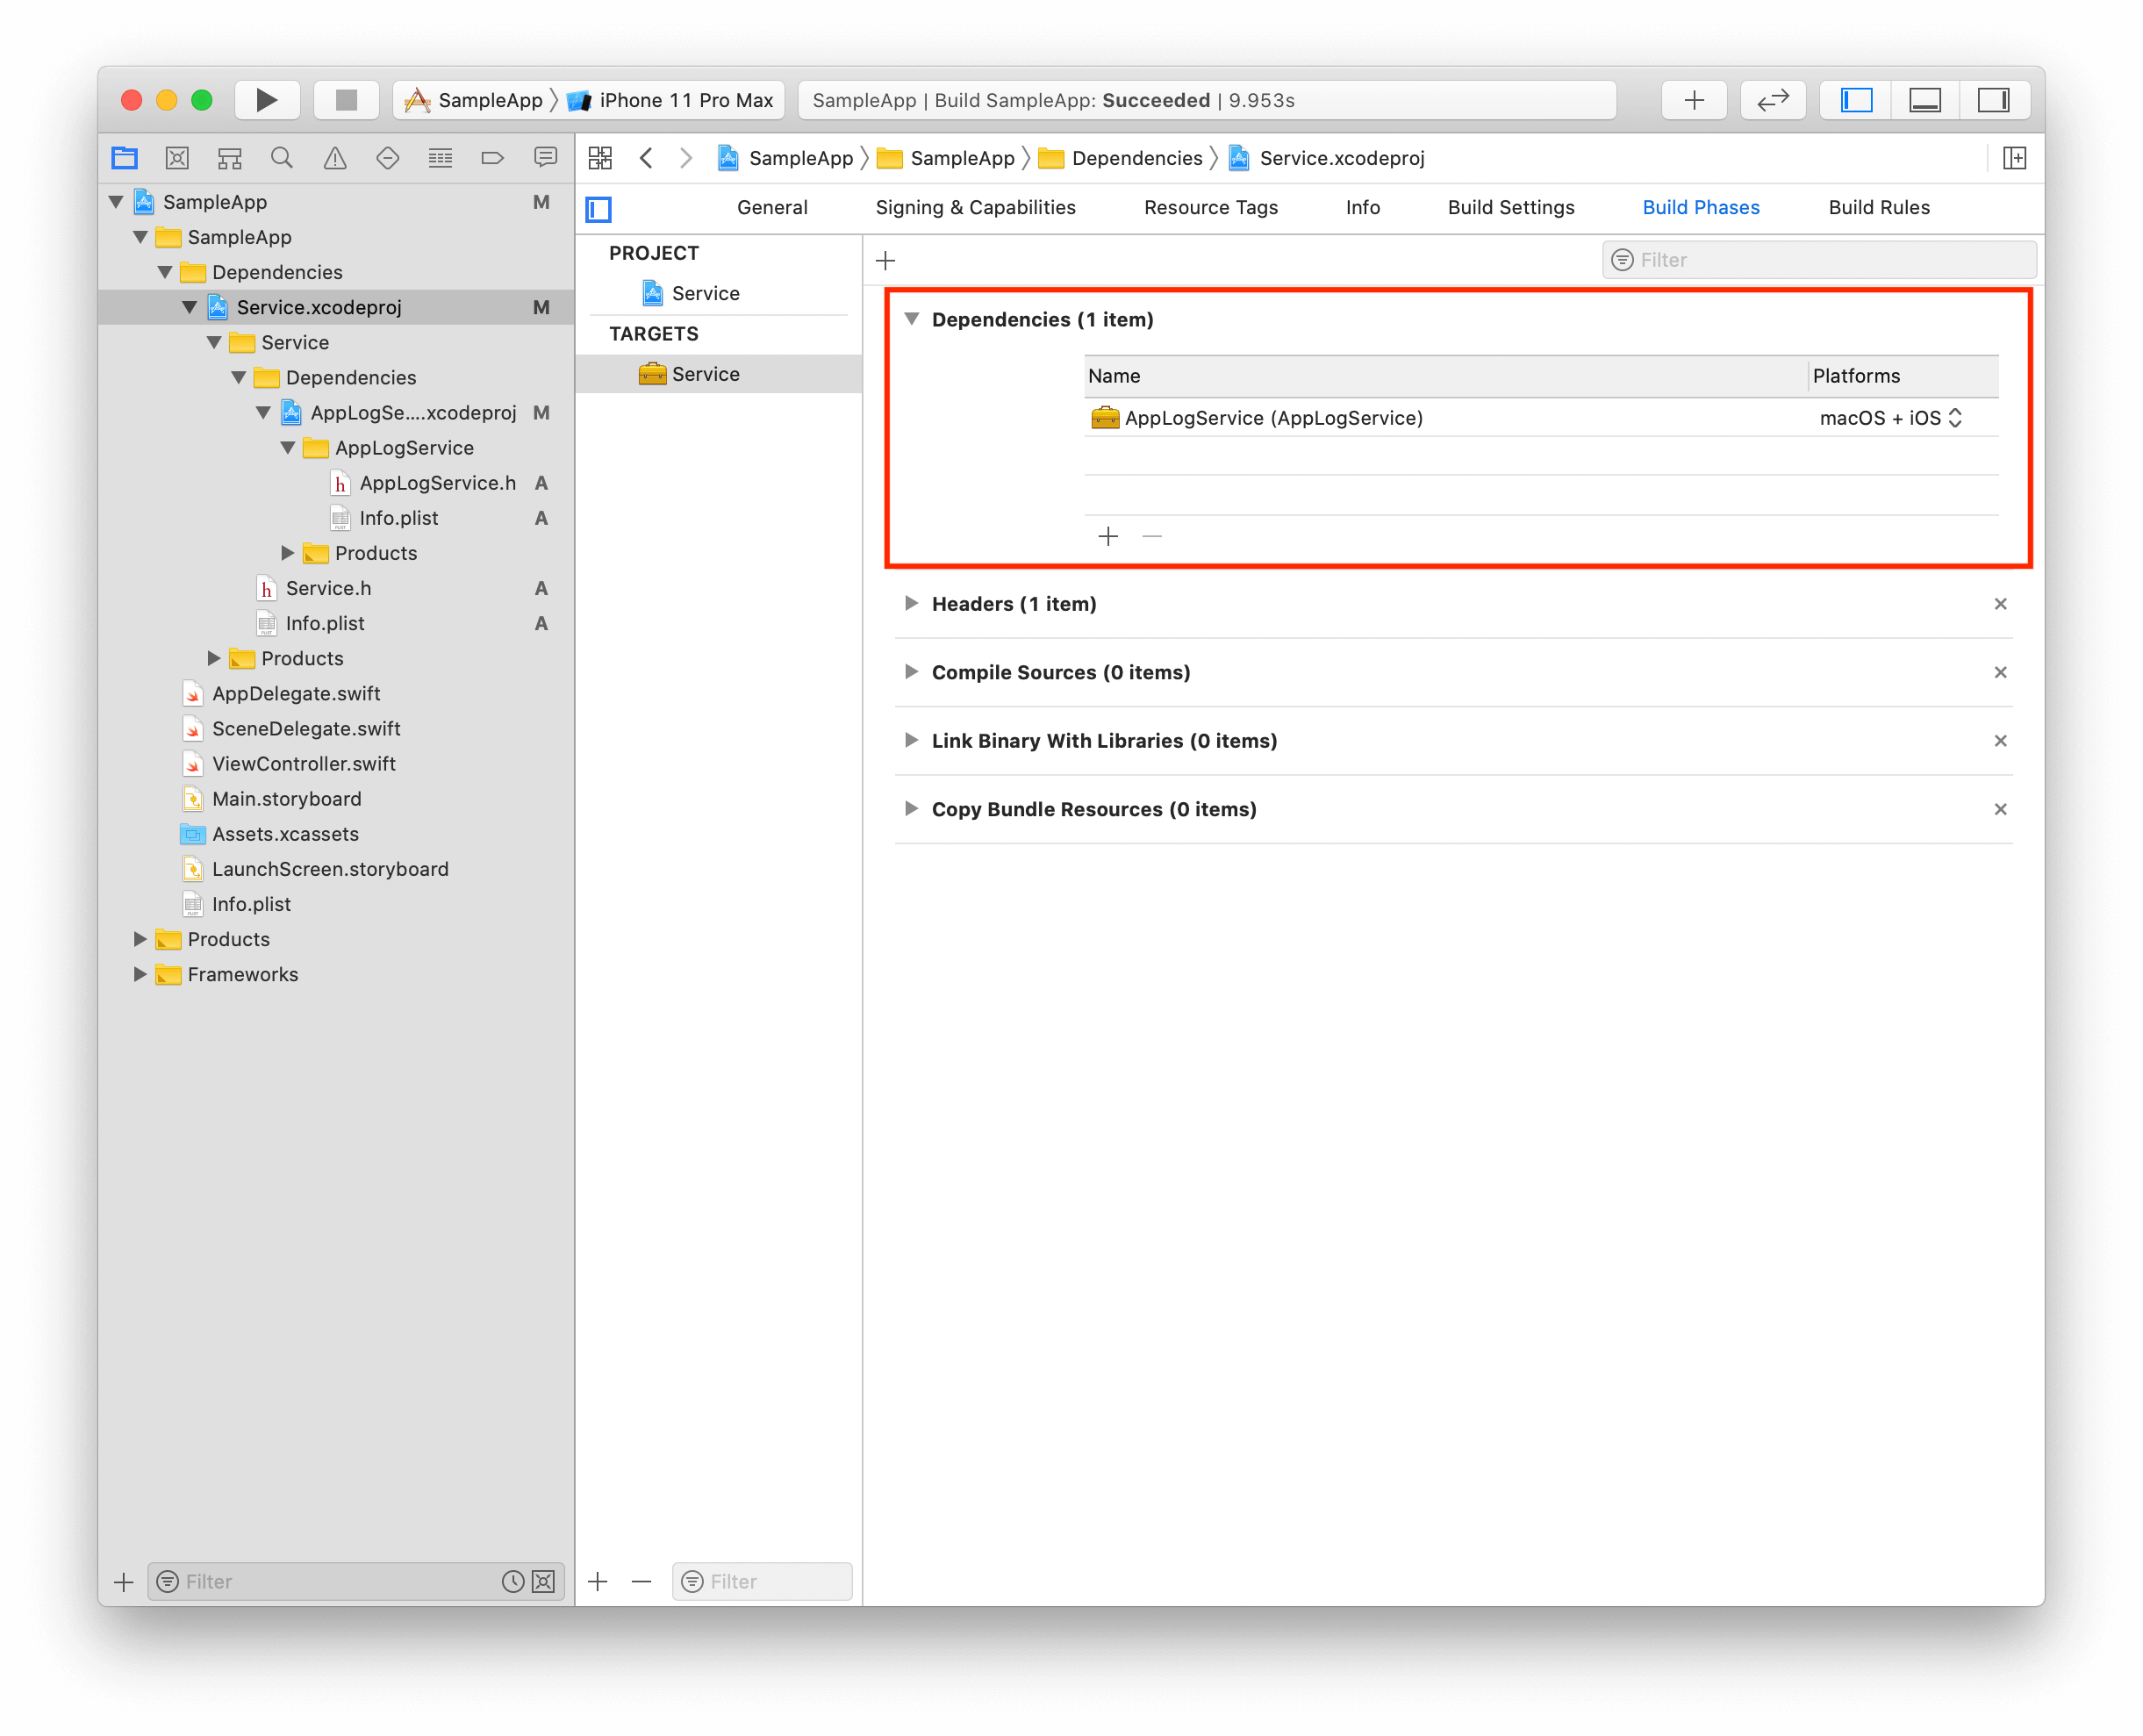 SampleApp 〉 iPhone 11 Pro Max
SampleApp | Build SampleApp: Succeeded | 9.953s
SampleApp 〉 SampleApp 〉 Dependencies 〉 Service.xcodeproj
General Signing & Capabilities Resource Tags Info Build Settings Build Phases Build Rules
SampleApp M
SampleApp
Dependencies
Service.xcodeproj M
Service
Dependencies
AppLogSe....xcodeproj M
AppLogService
AppLogService.h A
Info.plist A
Products
Service.h A
Info.plist A
Products
AppDelegate.swift
SceneDelegate.swift
ViewController.swift
Main.storyboard
Assets.xcassets
LaunchScreen.storyboard
Info.plist
Products
Frameworks
Filter
PROJECT
Service
TARGETS
Service
Filter
Filter
Dependencies (1 item)
Name Platforms
AppLogService (AppLogService) macOS + iOS
Headers (1 item)
Compile Sources (0 items)
Link Binary With Libraries (0 items)
Copy Bundle Resources (0 items)